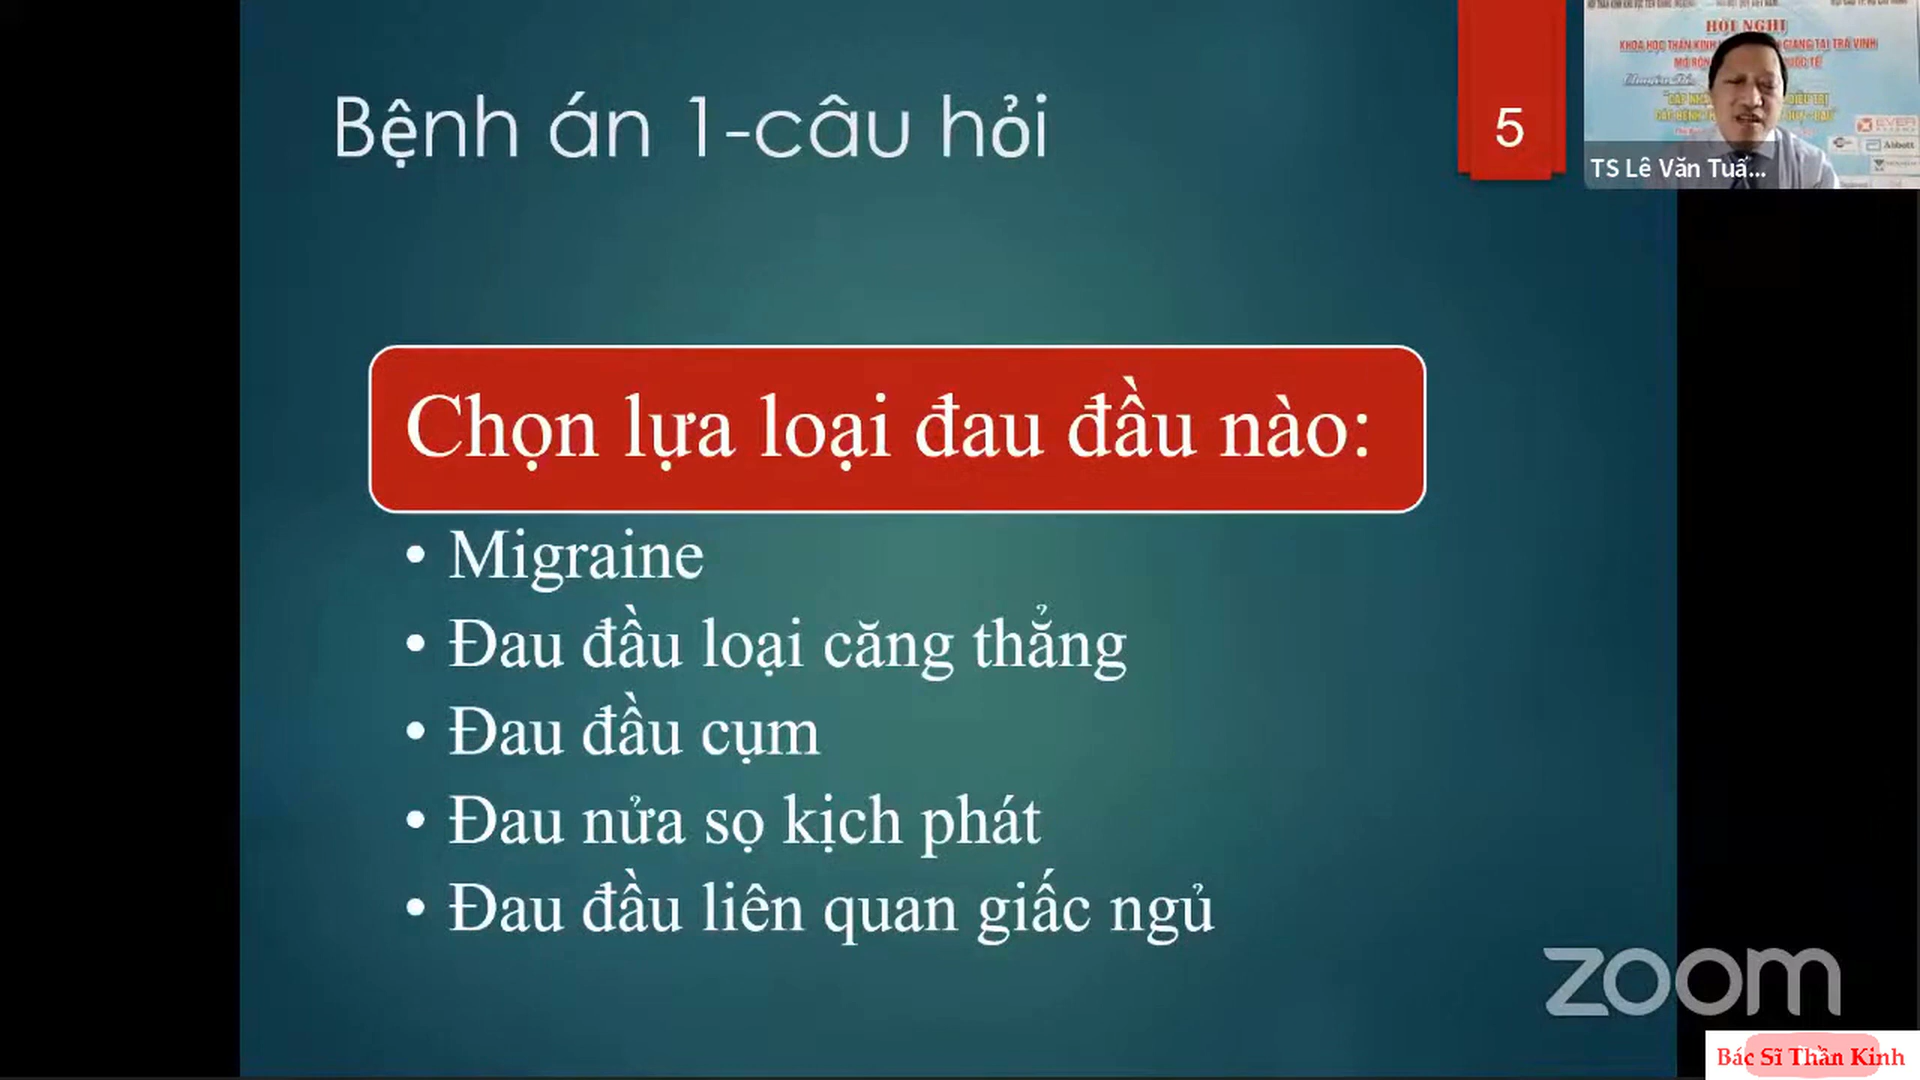 Bệnh án 1-câu hỏi
5
HỘI NGHỊ
TS Lê Văn Tuấ...
EVER
Abbott
Chọn lựa loại đau đầu nào:
• Migraine
• Đau đầu loại căng thẳng
• Đau đầu cụm
• Đau nửa sọ kịch phát
• Đau đầu liên quan giấc ngủ
zoom
Bác Sĩ Thần Kinh